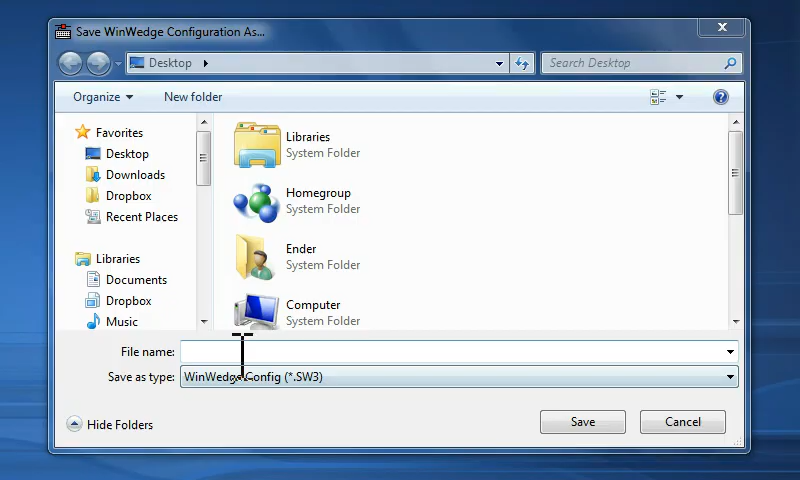 Save WinWedge Configuration As...
Desktop
Search Desktop
Organize
New folder
Favorites
Desktop
Downloads
Dropbox
Recent Places
Libraries
Documents
Dropbox
Music
Libraries
System Folder
Homegroup
System Folder
Ender
System Folder
Computer
System Folder
File name:
Save as type: WinWedge Config (*.SW3)
Hide Folders
Save
Cancel